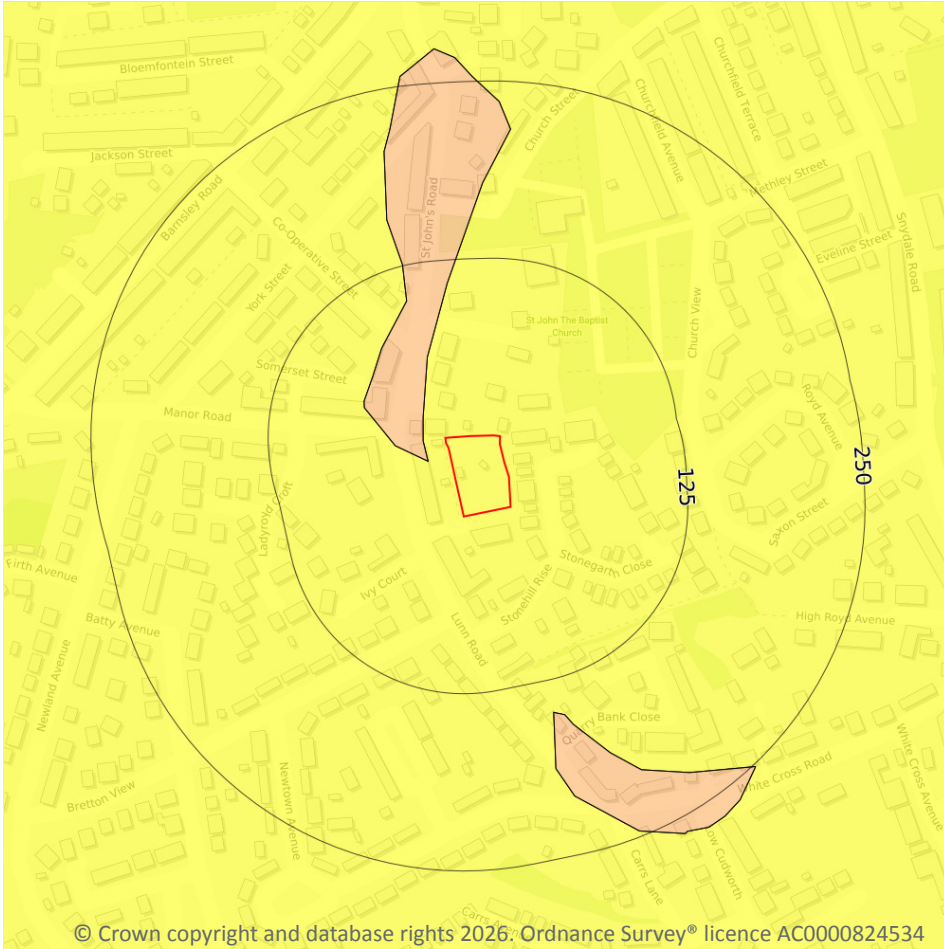 Bloemfontein Street
Churchfield Terrace
Churchfield Avenue
Church Street
Jackson Street
Methley Street
Barnsley Road
St John's Road
Snydale Road
Co-Operative Street
Eveline Street
York Street
Church View
St John The Baptist
Church
Somerset Street
Manor Road
Royd Avenue
250
125
Ladyroyd Croft
Saxon Street
Firth Avenue
Stonegarth Close
Ivy Court
Stonehill Rise
Batty Avenue
Lunn Road
High Royd Avenue
Newland Avenue
Quarry
Bank Close
White Cross Road
White Cross Avenue
Bretton View
Newtown Avenue
Low Cudworth
Carrs Lane
© Crown copyright and database rights 2026. Ordnance Survey® licence AC0000824534